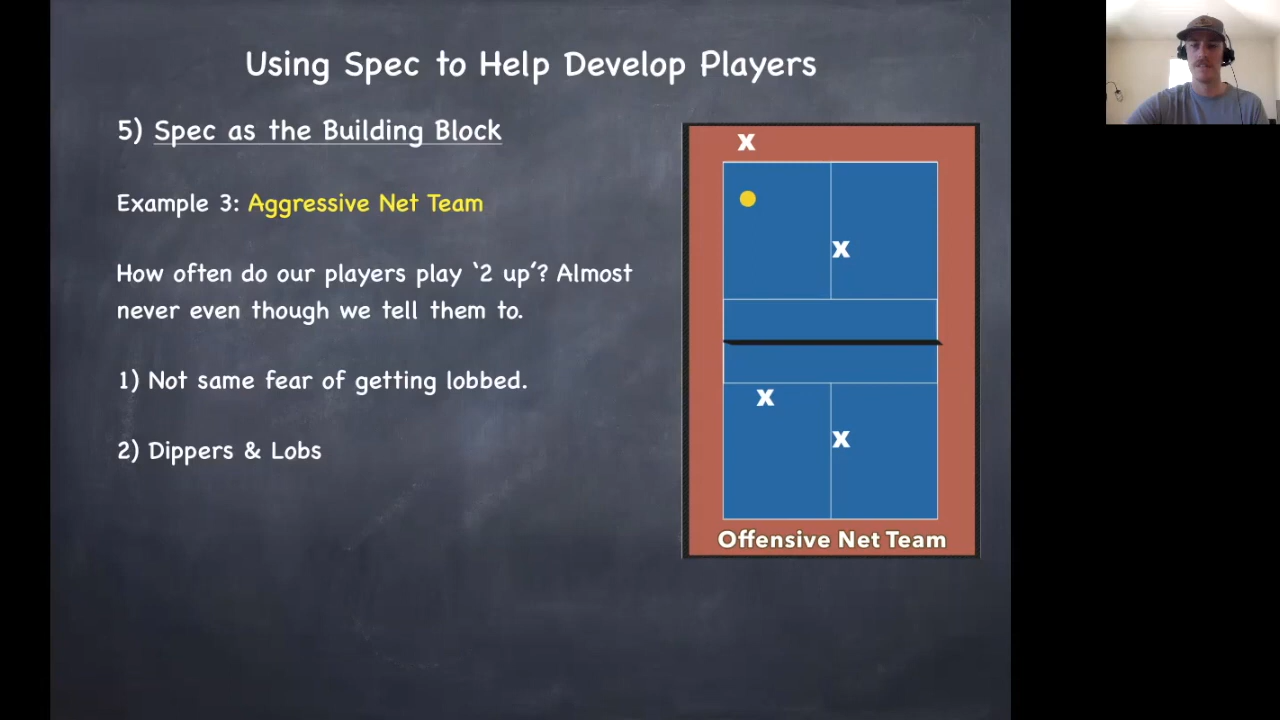 Using Spec to Help Develop Players
5) Spec as the Building Block
Example 3: Aggressive Net Team
How often do our players play ‘2 up’? Almost
never even though we tell them to.
1) Not same fear of getting lobbed.
2) Dippers & Lobs
X
X
X
X
Offensive Net Team